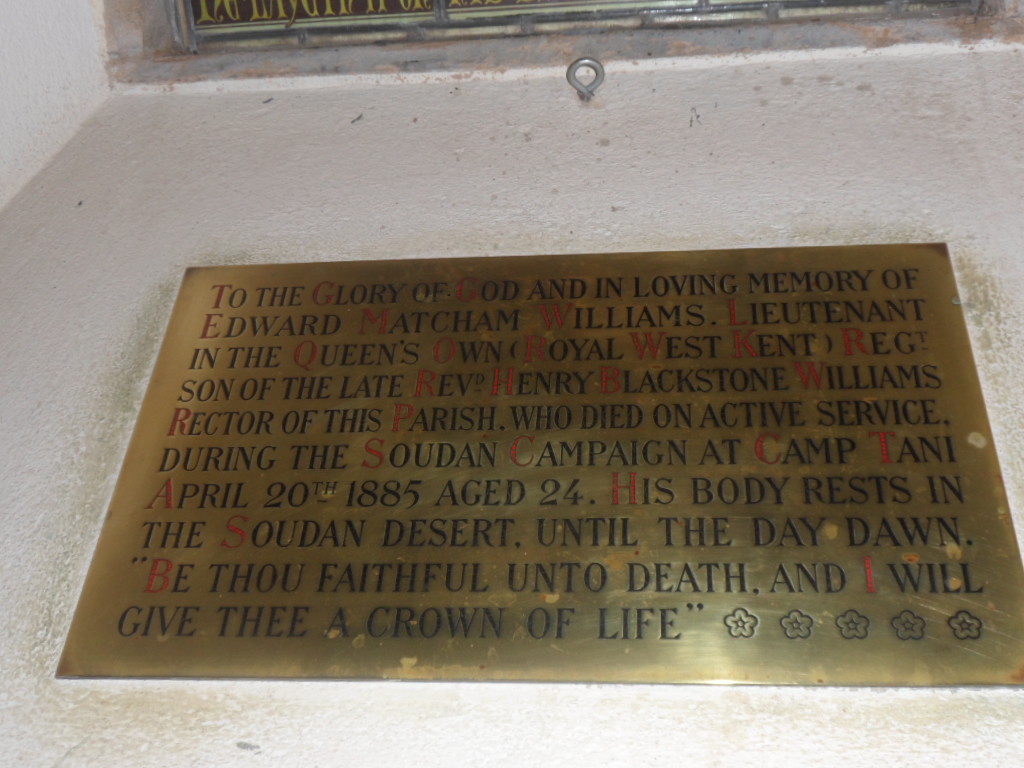 To the Glory of God and in loving memory of
Edward Matcham Williams. Lieutenant
in the Queen's Own (Royal West Kent) Regt
son of the late Revd Henry Blackstone Williams
Rector of this Parish. who died on active service,
during the Soudan Campaign at Camp Tani
April 20th 1885 aged 24. His body rests in
the Soudan desert, until the day dawn.
"Be thou faithful unto death, and I will
give thee a crown of life"